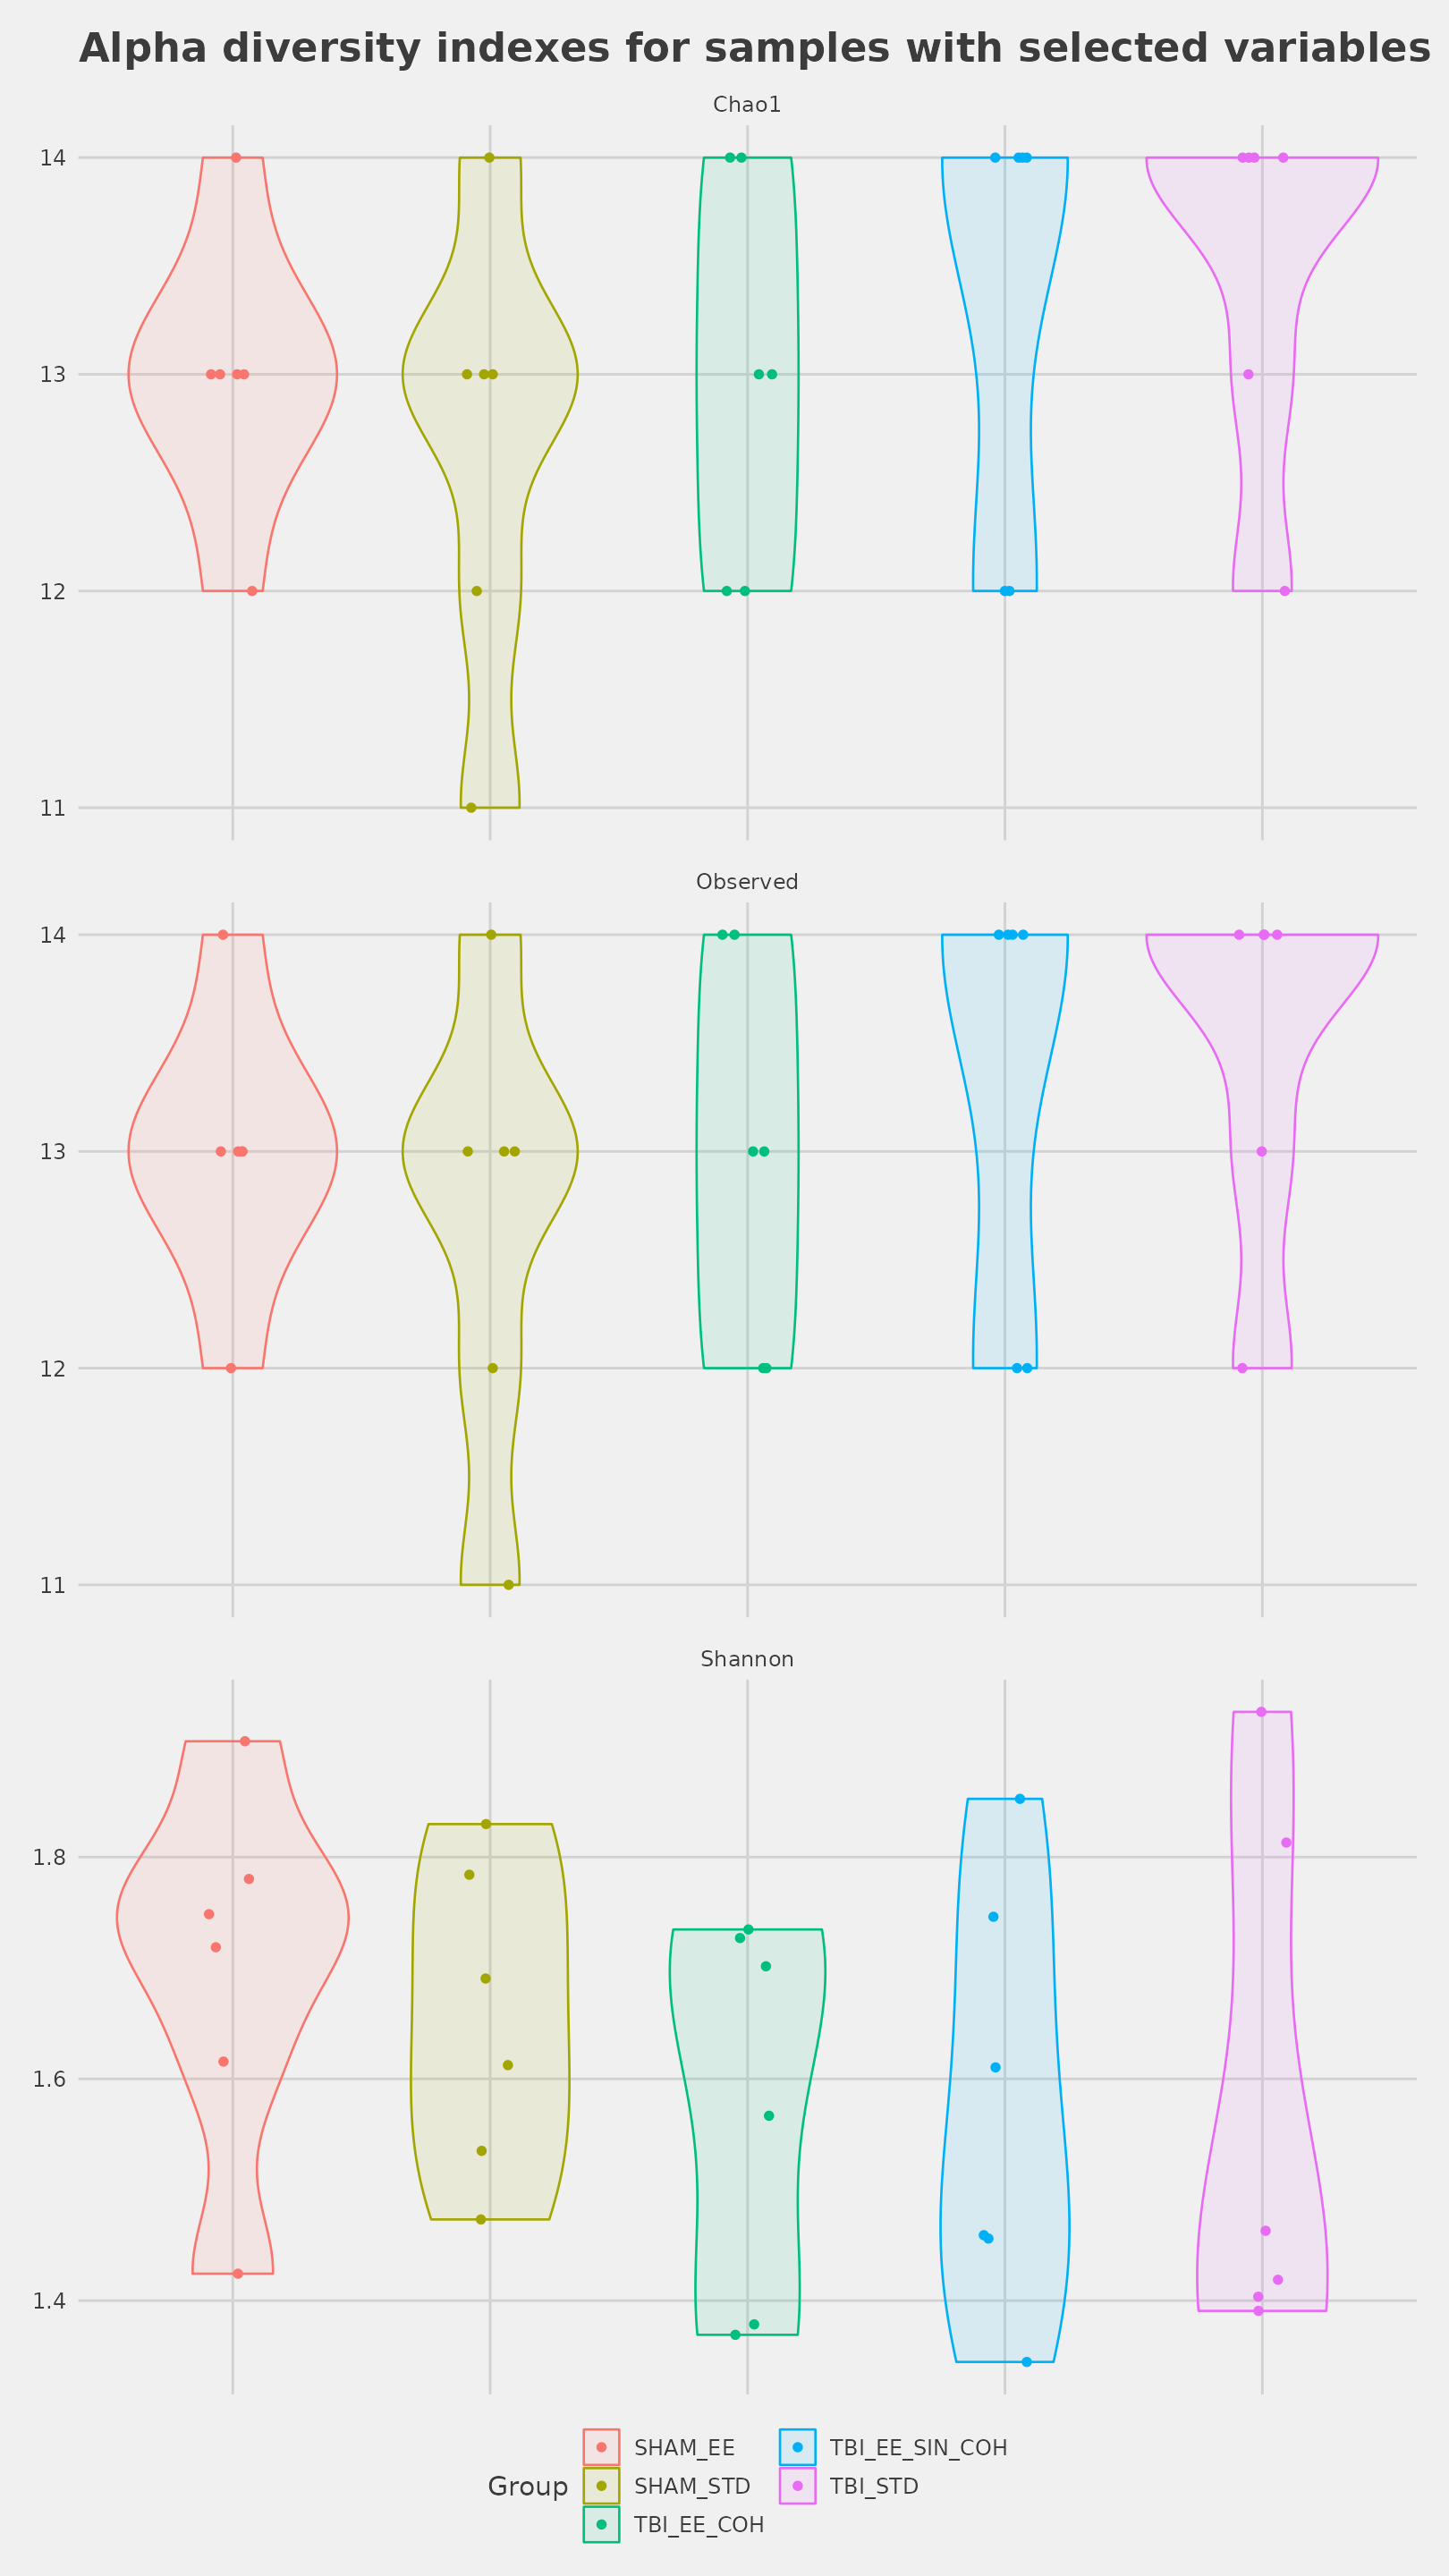 Alpha diversity indexes for samples with selected variables
Chao1
14
13
12
11
Observed
14
13
12
11
Shannon
1.8
1.6
1.4
Group
SHAM_EE
SHAM_STD
TBI_EE_COH
TBI_EE_SIN_COH
TBI_STD